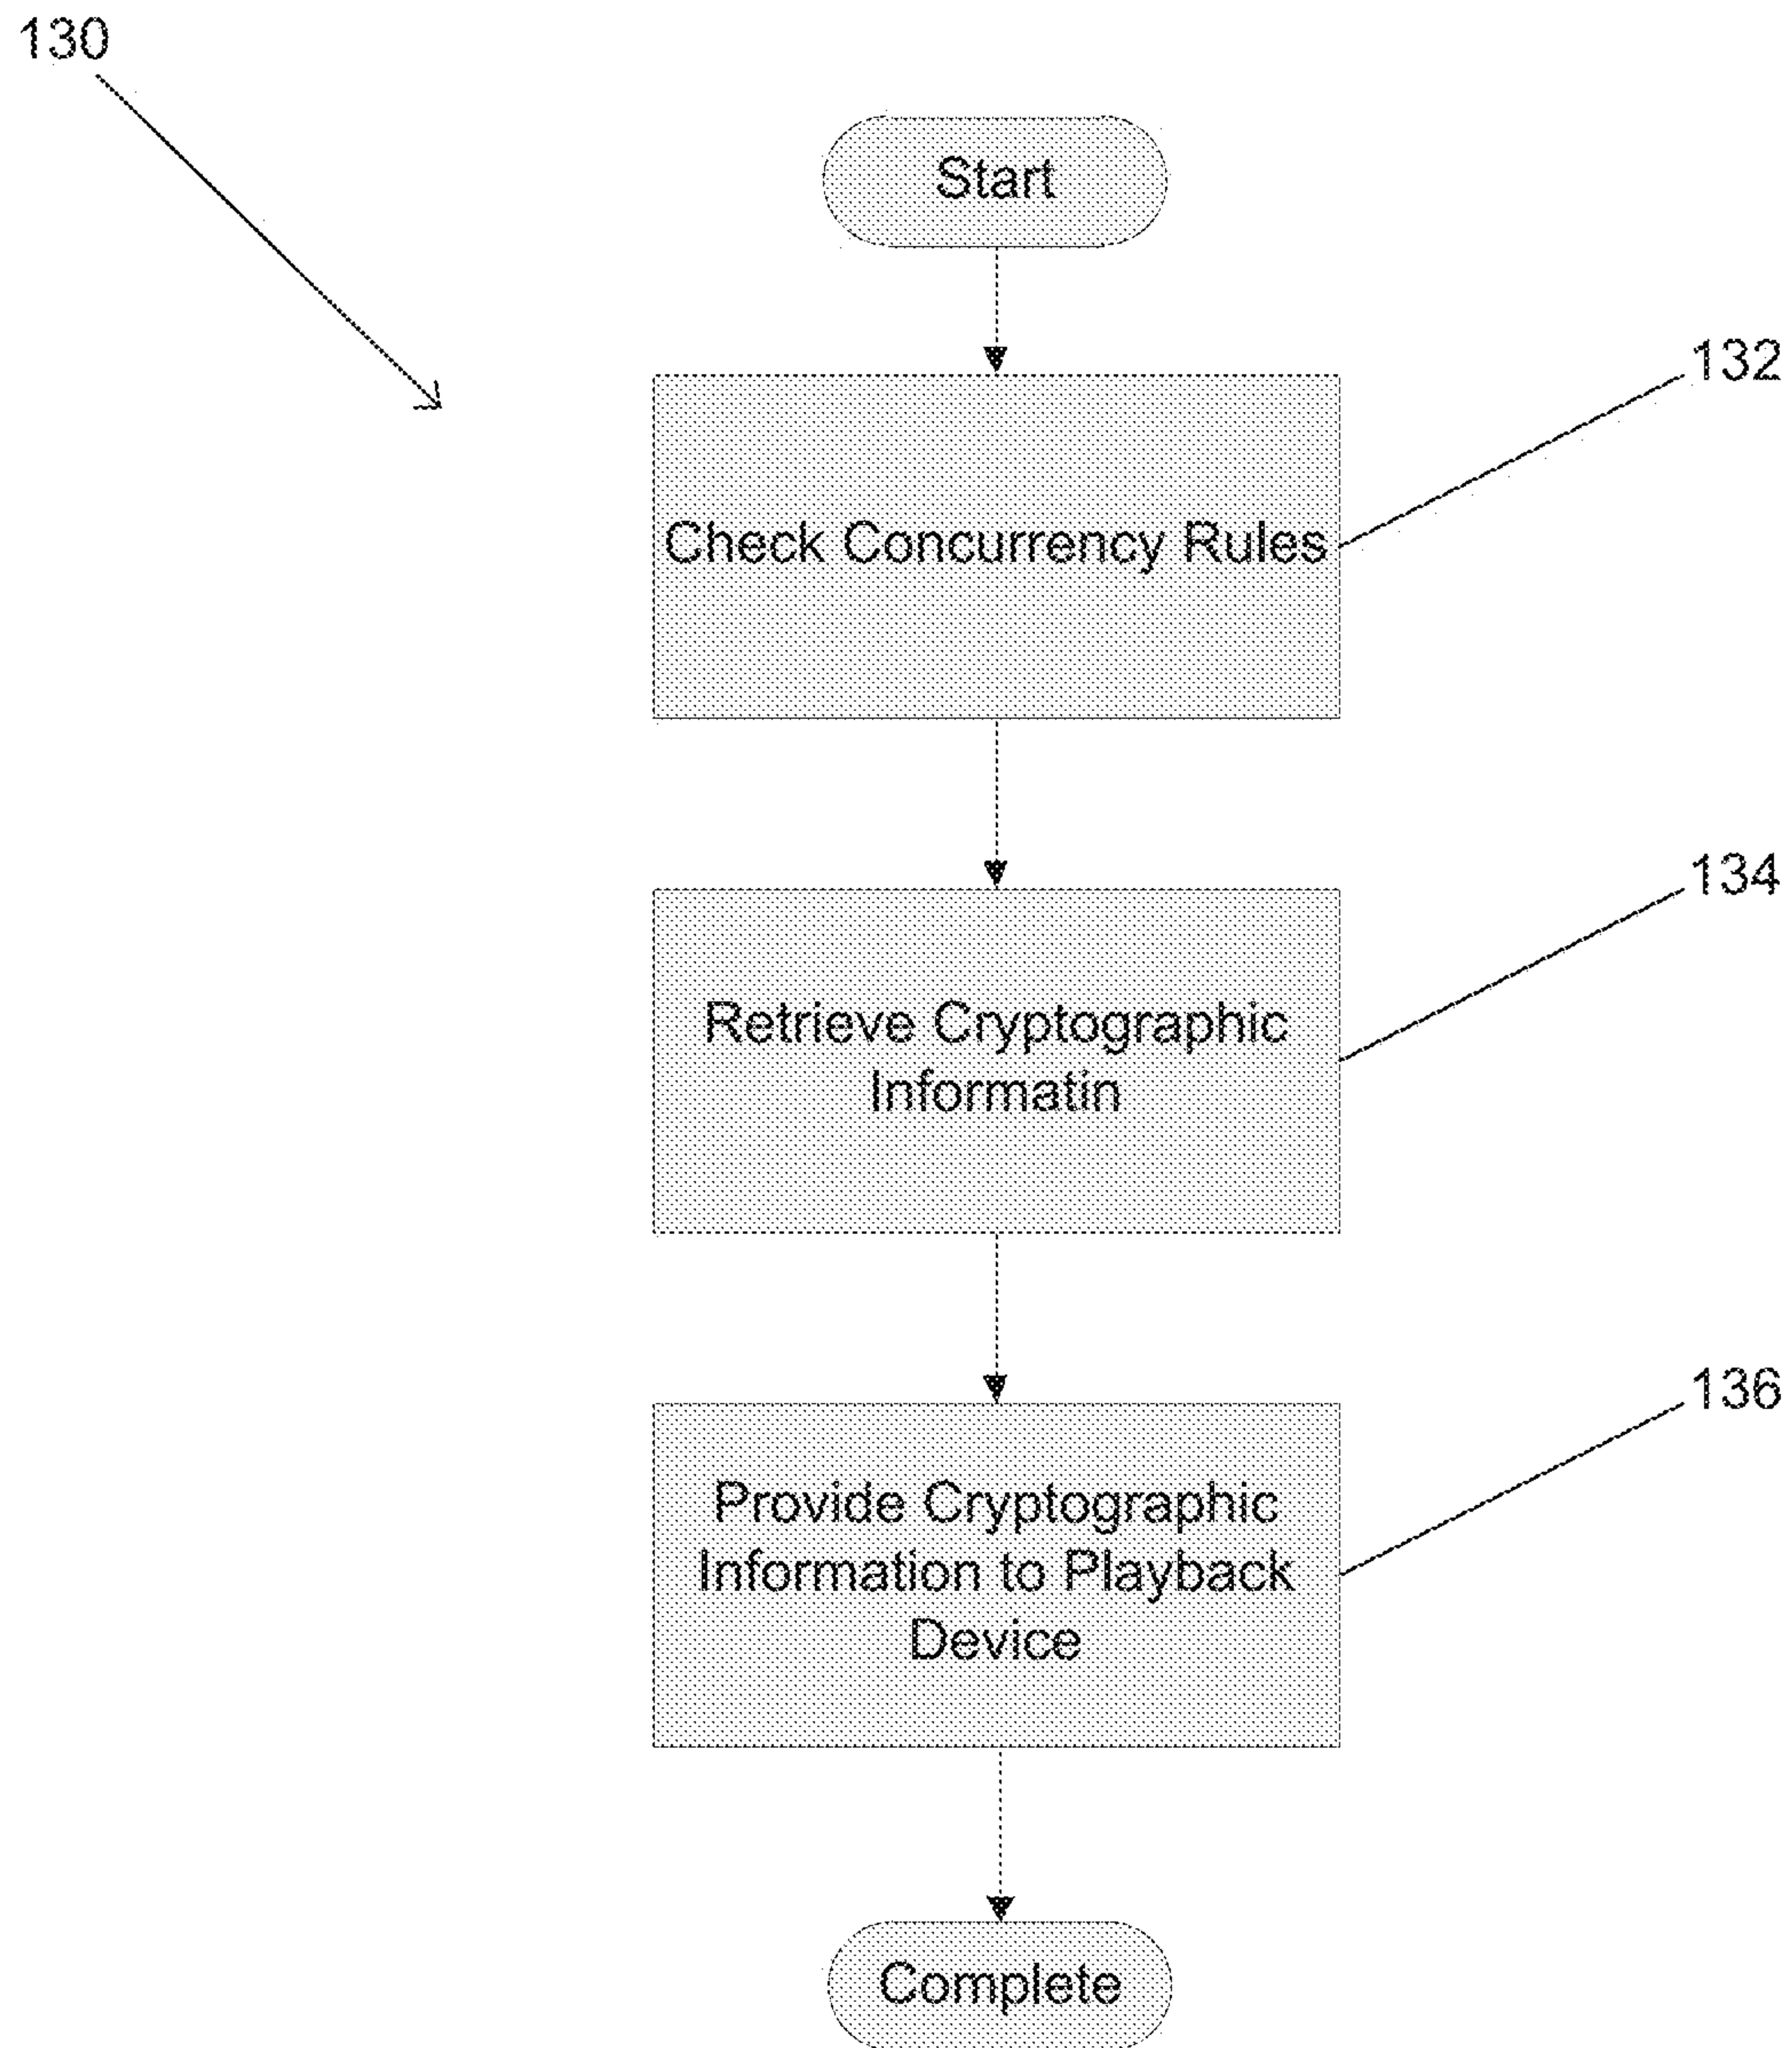 130
Start
132
Check Concurrency Rules
134
Retrieve Cryptographic
Informatin
136
Provide Cryptographic
Information to Playback
Device
Complete